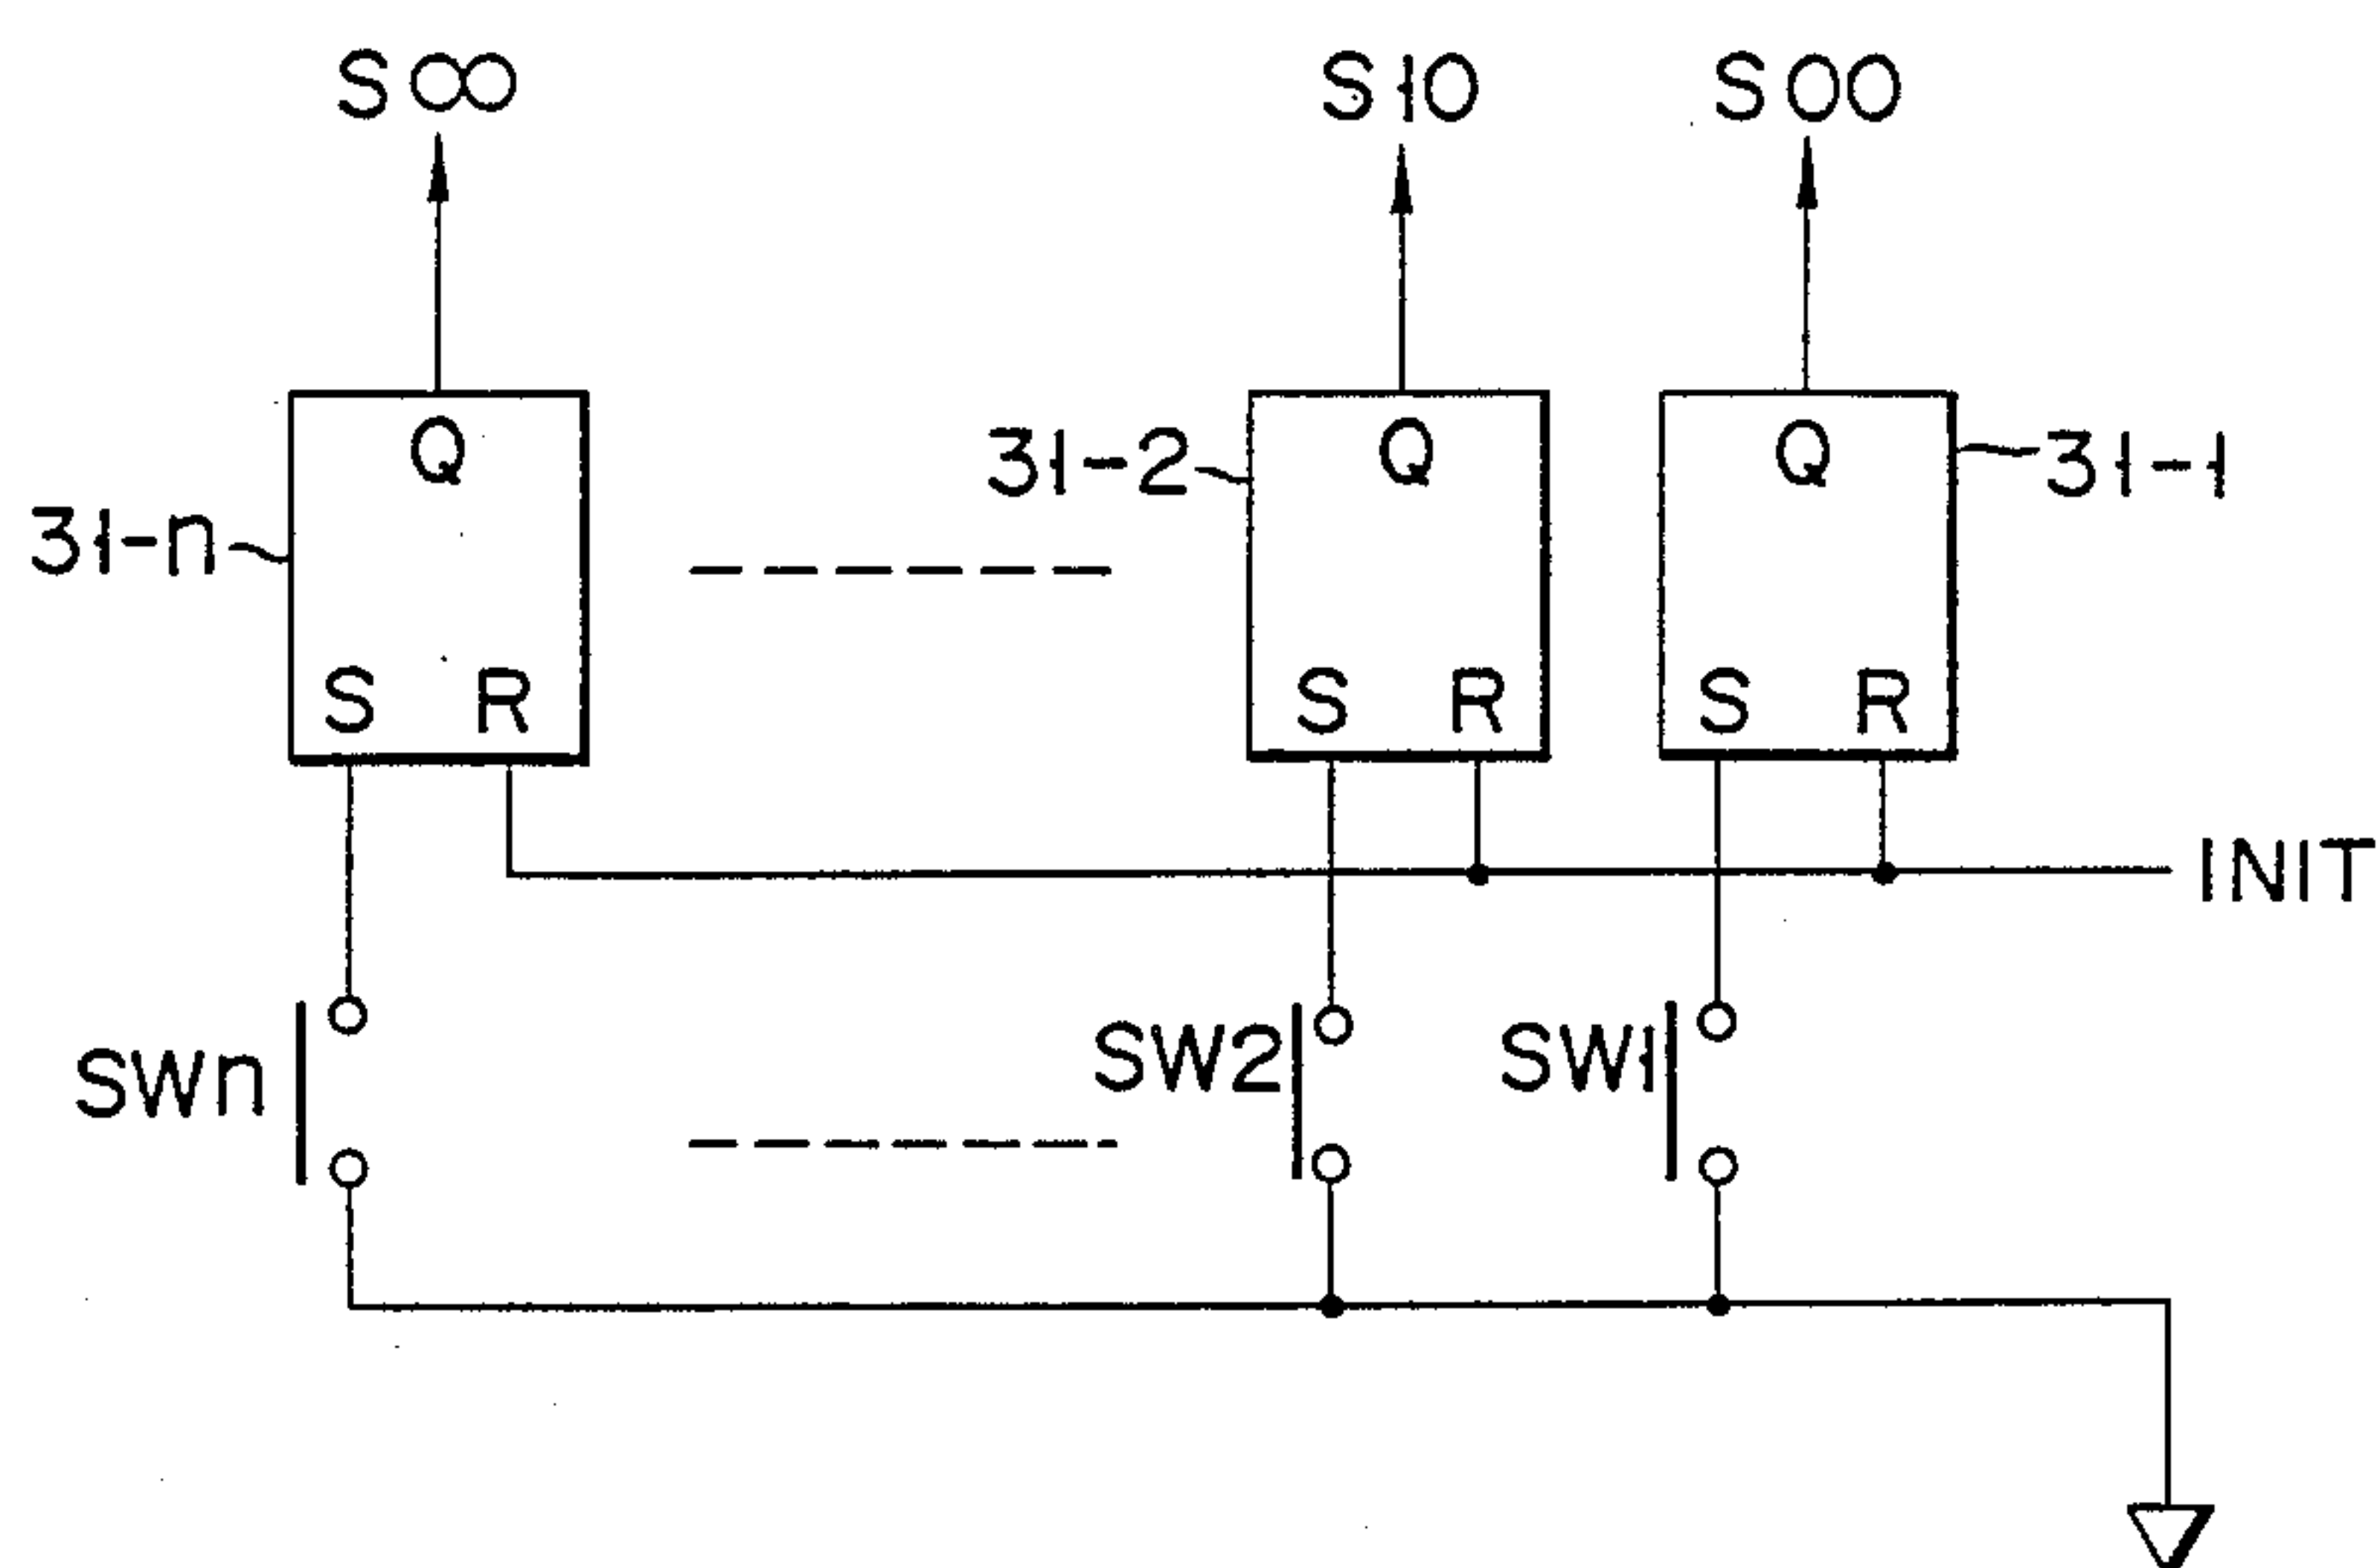 S∞ S10 S00
Q Q Q
31-2 31-1
31-n
S R S R S R
INIT
SWn SW2 SW1